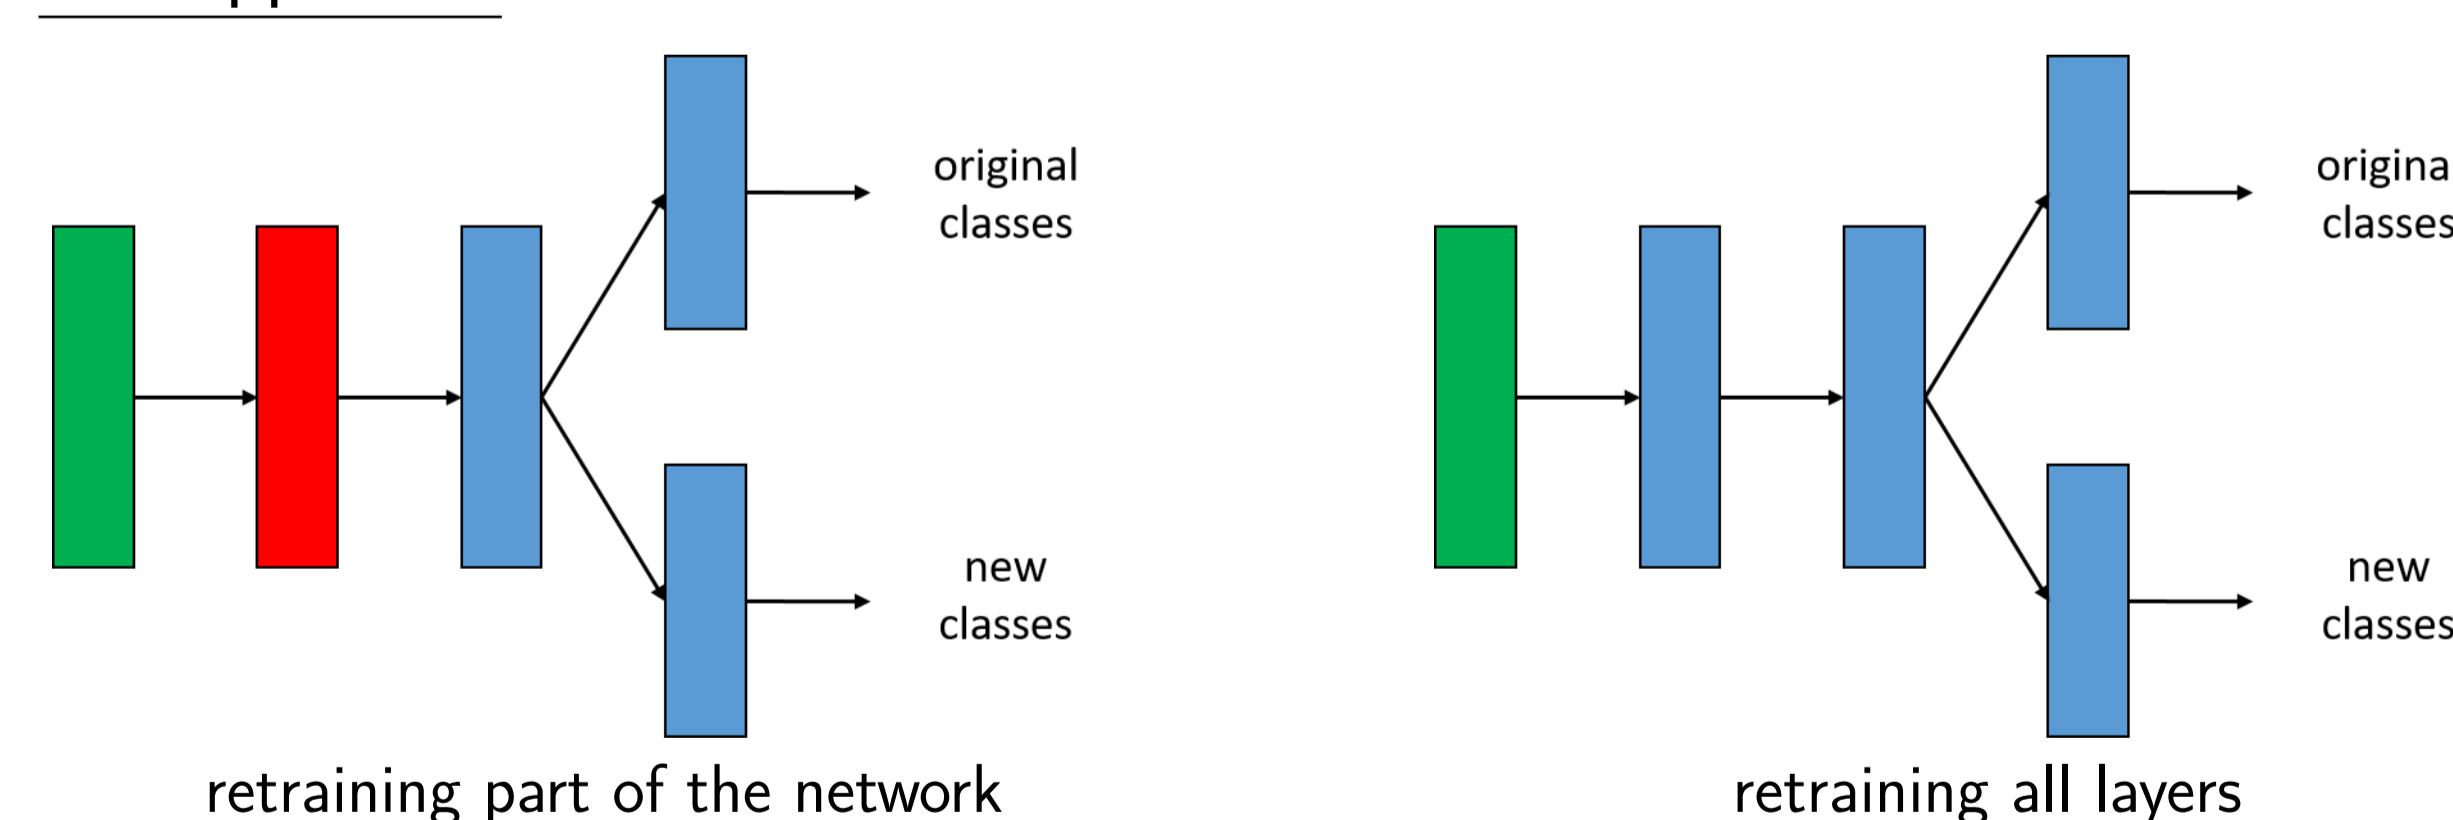 original
classes
new
classes
retraining part of the network
origina
classes
new
classes
retraining all layers